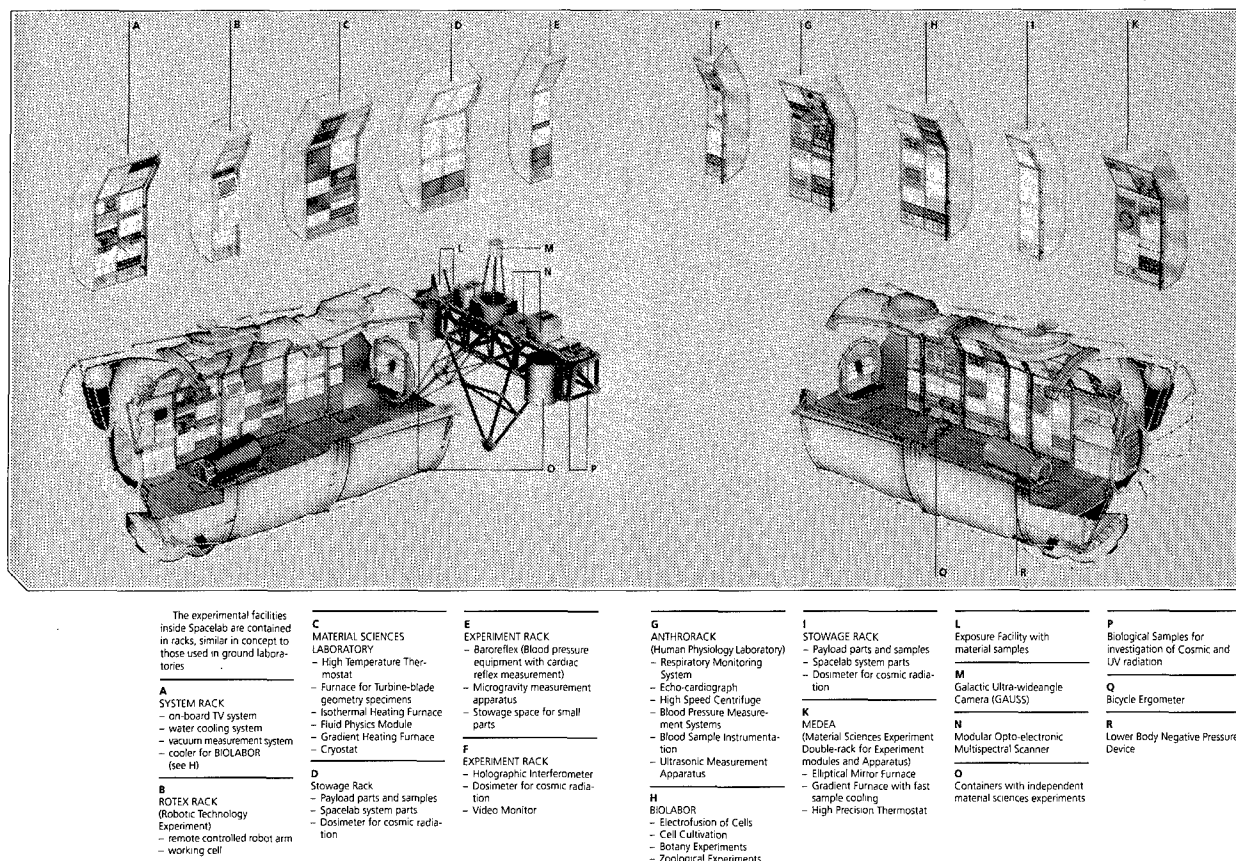 A
B
C
D
E
F
G
H
I
K
L
M
N
O
P
Q
R
The experimental facilities
inside Spacelab are contained
in racks, similar in concept to
those used in ground labora-
tories
A
SYSTEM RACK
– on-board TV system
– water cooling system
– vacuum measurement system
– cooler for BIOLABOR
(see H)
B
ROTEX RACK
(Robotic Technology
Experiment)
– remote controlled robot arm
– working cell
C
MATERIAL SCIENCES
LABORATORY
– High Temperature Ther-
mostat
– Furnace for Turbine-blade
geometry specimens
– Isothermal Heating Furnace
– Fluid Physics Module
– Gradient Heating Furnace
– Cryostat
D
Stowage Rack
– Payload parts and samples
– Spacelab system parts
– Dosimeter for cosmic radia-
tion
E
EXPERIMENT RACK
– Baroreflex (Blood pressure
equipment with cardiac
reflex measurement)
– Microgravity measurement
apparatus
– Stowage space for small
parts
F
EXPERIMENT RACK
– Holographic Interferometer
– Dosimeter for cosmic radia-
tion
– Video Monitor
G
ANTHRORACK
(Human Physiology Laboratory)
– Respiratory Monitoring
System
– Echo-cardiograph
– High Speed Centrifuge
– Blood Pressure Measure-
ment Systems
– Blood Sample Instrumenta-
tion
– Ultrasonic Measurement
Apparatus
H
BIOLABOR
– Electrofusion of Cells
– Cell Cultivation
– Botany Experiments
– Zoological Experiments
I
STOWAGE RACK
– Payload parts and samples
– Spacelab system parts
– Dosimeter for cosmic radia-
tion
K
MEDEA
(Material Sciences Experiment
Double-rack for Experiment
modules and Apparatus)
– Elliptical Mirror Furnace
– Gradient Furnace with fast
sample cooling
– High Precision Thermostat
L
Exposure Facility with
material samples
M
Galactic Ultra-wideangle
Camera (GAUSS)
N
Modular Opto-electronic
Multispectral Scanner
O
Containers with independent
material sciences experiments
P
Biological Samples for
investigation of Cosmic and
UV radiation
Q
Bicycle Ergometer
R
Lower Body Negative Pressure
Device